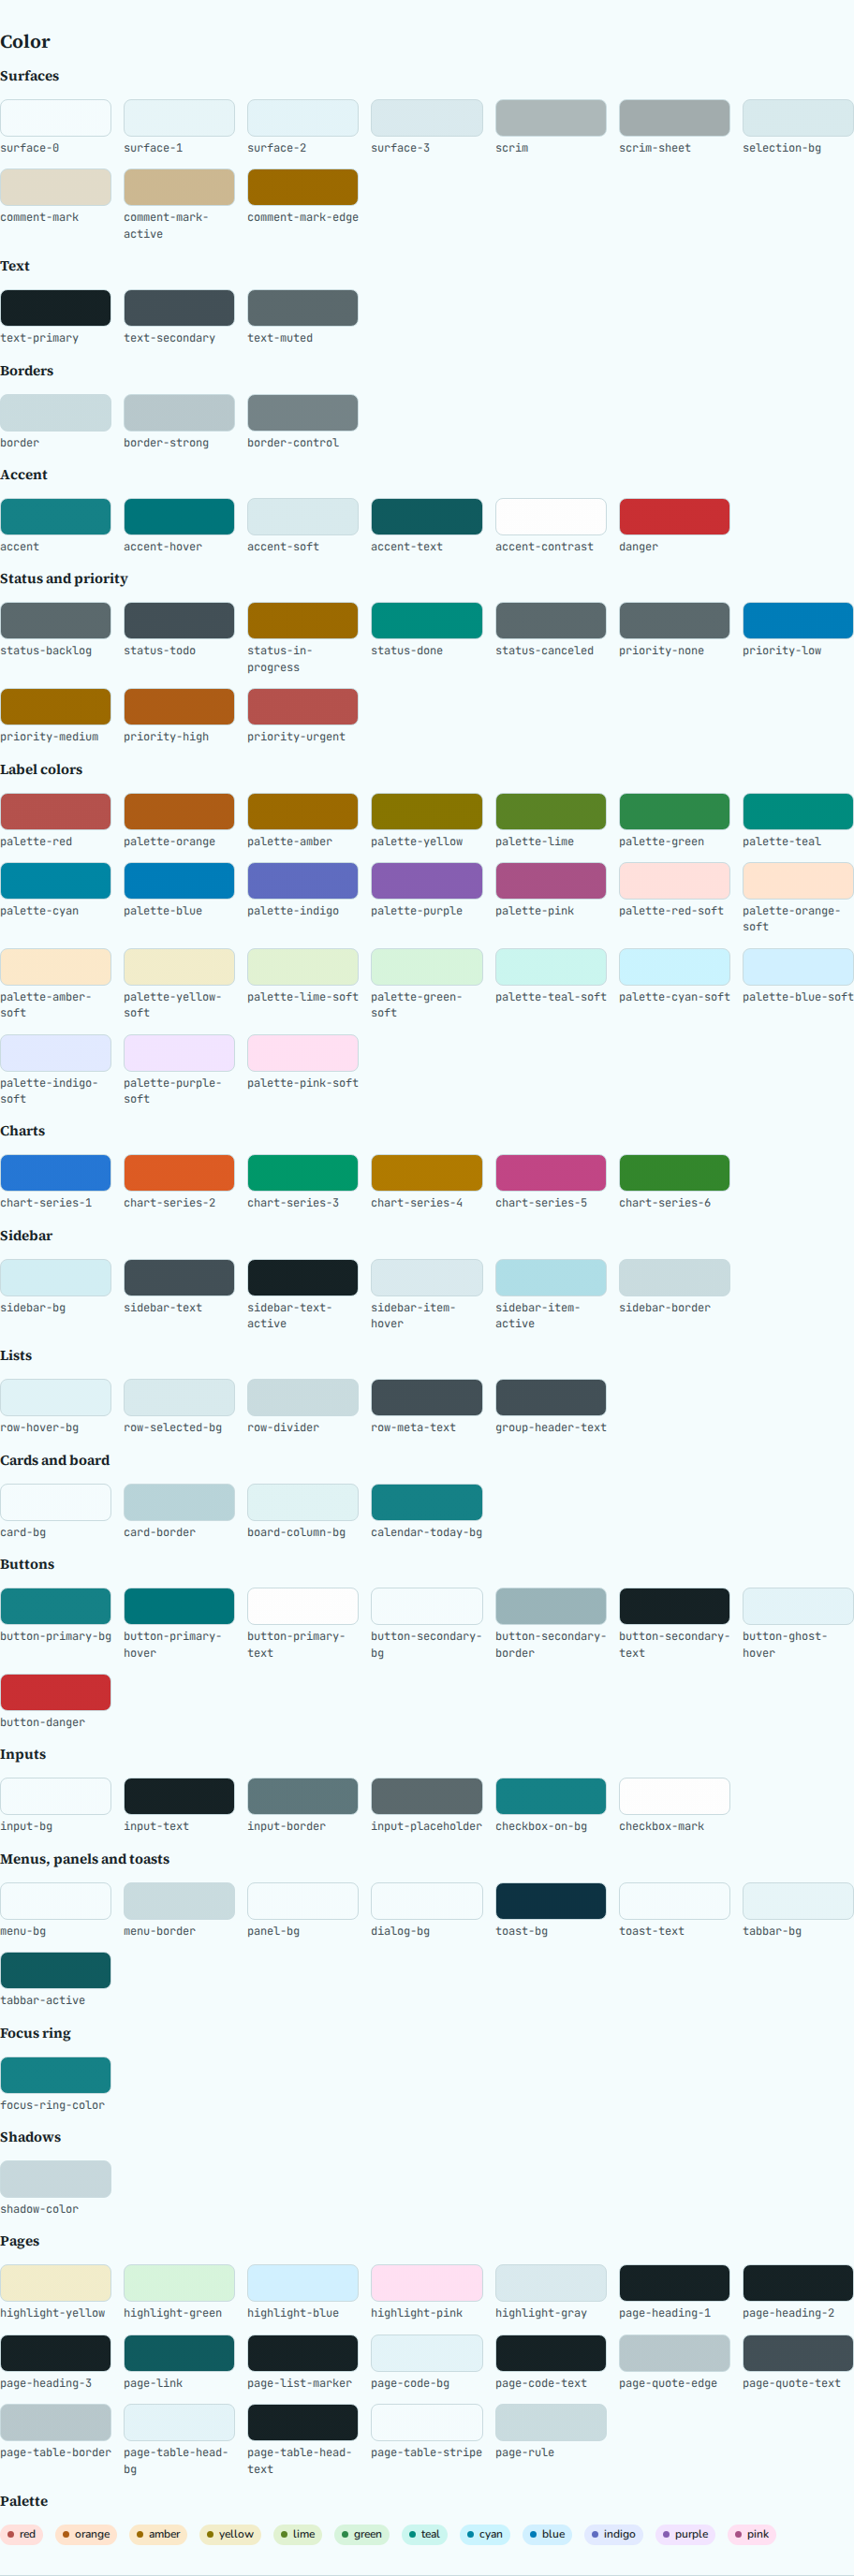 Color
Surfaces
surface-0 surface-1 surface-2 surface-3 scrim scrim-sheet selection-bg
comment-mark comment-mark- comment-mark-edge
active
Text
text-primary text-secondary text-muted
Borders
border border-strong border-control
Accent
accent accent-hover accent-soft accent-text accent-contrast danger
Status and priority
status-backlog status-todo status-in- status-done status-canceled priority-none priority-low
progress
priority-medium priority-high priority-urgent
Label colors
palette-red palette-orange palette-amber palette-yellow palette-lime palette-green palette-teal
palette-cyan palette-blue palette-indigo palette-purple palette-pink palette-red-soft palette-orange-
soft
palette-amber- palette-yellow- palette-lime-soft palette-green- palette-teal-soft palette-cyan-soft palette-blue-soft
soft soft soft
palette-indigo- palette-purple- palette-pink-soft
soft soft
Charts
chart-series-1 chart-series-2 chart-series-3 chart-series-4 chart-series-5 chart-series-6
Sidebar
sidebar-bg sidebar-text sidebar-text- sidebar-item- sidebar-item- sidebar-border
active hover active
Lists
row-hover-bg row-selected-bg row-divider row-meta-text group-header-text
Cards and board
card-bg card-border board-column-bg calendar-today-bg
Buttons
button-primary-bg button-primary- button-primary- button-secondary- button-secondary- button-secondary- button-ghost-
hover text bg border text hover
button-danger
Inputs
input-bg input-text input-border input-placeholder checkbox-on-bg checkbox-mark
Menus, panels and toasts
menu-bg menu-border panel-bg dialog-bg toast-bg toast-text tabbar-bg
tabbar-active
Focus ring
focus-ring-color
Shadows
shadow-color
Pages
highlight-yellow highlight-green highlight-blue highlight-pink highlight-gray page-heading-1 page-heading-2
page-heading-3 page-link page-list-marker page-code-bg page-code-text page-quote-edge page-quote-text
page-table-border page-table-head- page-table-head- page-table-stripe page-rule
bg text
Palette
red orange amber yellow lime green teal cyan blue indigo purple pink